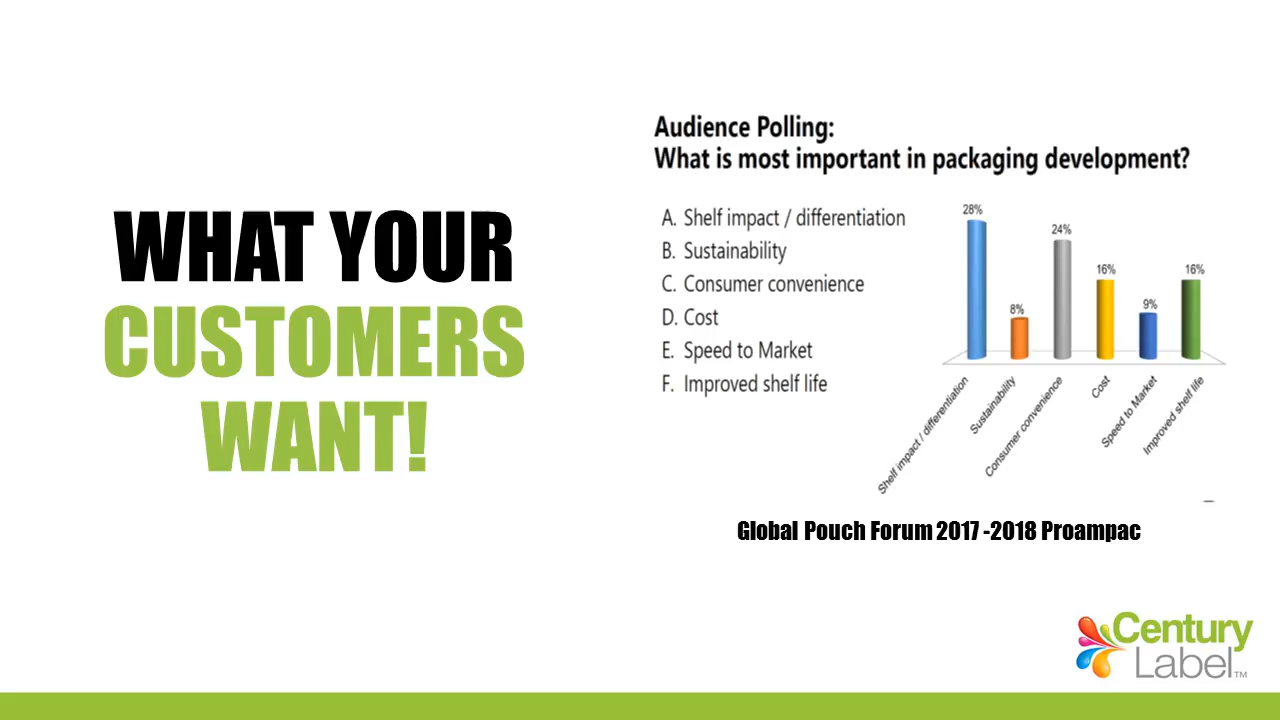 WHAT YOUR
CUSTOMERS
WANT!
Audience Polling:
What is most important in packaging development?
A. Shelf impact / differentiation
B. Sustainability
C. Consumer convenience
D. Cost
E. Speed to Market
F. Improved shelf life
28%
8%
24%
16%
9%
16%
Shelf impact / differentiation
Sustainability
Consumer convenience
Cost
Speed to Market
Improved shelf life
Global Pouch Forum 2017 -2018 Proampac
Century
Label™